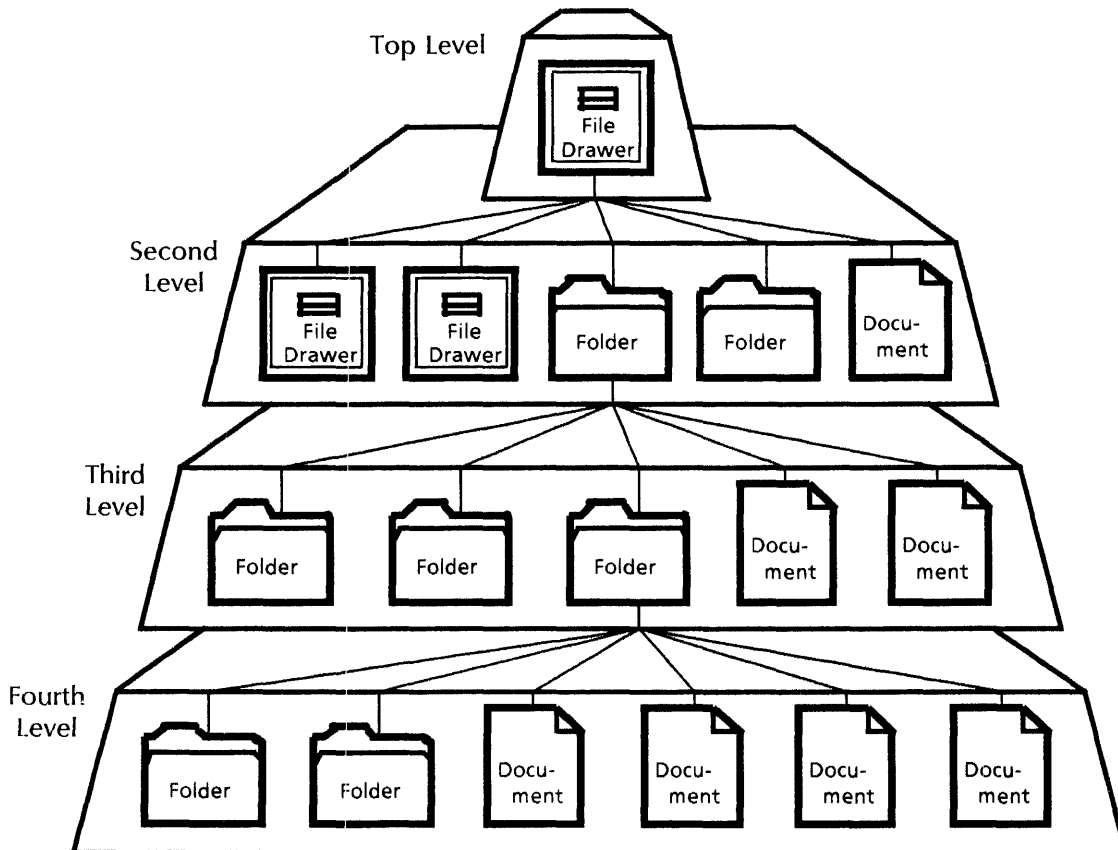 Top Level
File
Drawer
Second
Level
File
Drawer
File
Drawer
Folder
Folder
Docu-
ment
Third
Level
Folder
Folder
Folder
Docu-
ment
Docu-
ment
Fourth
Level
Folder
Folder
Docu-
ment
Docu-
ment
Docu-
ment
Docu-
ment